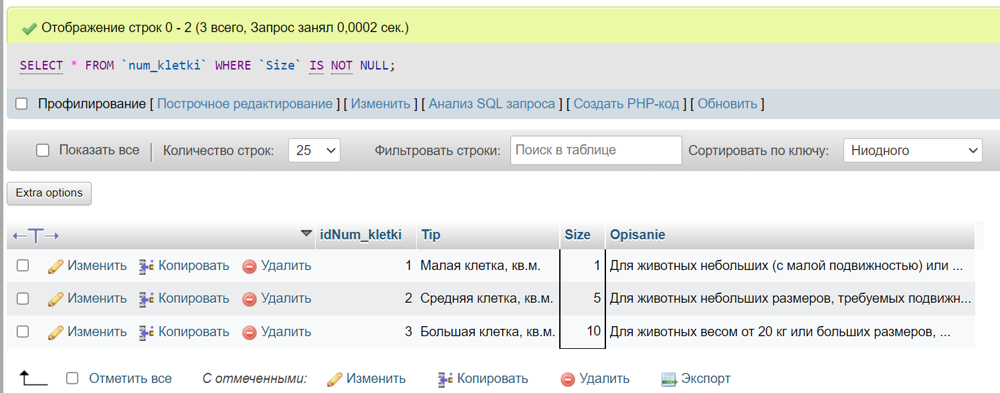 Отображение строк 0 - 2 (3 всего, Запрос занял 0,0002 сек.)
SELECT * FROM `num_kletki` WHERE `Size` IS NOT NULL;
Профилирование [ Построчное редактирование ] [ Изменить ] [ Анализ SQL запроса ] [ Создать PHP-код ] [ Обновить ]
Показать все Количество строк: 25 Фильтровать строки: Поиск в таблице Сортировать по ключу: Ниодного
Extra options
←T→ idNum_kletki Tip Size Opisanie
Изменить Копировать Удалить 1 Малая клетка, кв.м. 1 Для животных небольших (с малой подвижностью) или ...
Изменить Копировать Удалить 2 Средняя клетка, кв.м. 5 Для животных небольших размеров, требуемых подвижн...
Изменить Копировать Удалить 3 Большая клетка, кв.м. 10 Для животных весом от 20 кг или больших размеров, ...
Отметить все С отмеченными: Изменить Копировать Удалить Экспорт